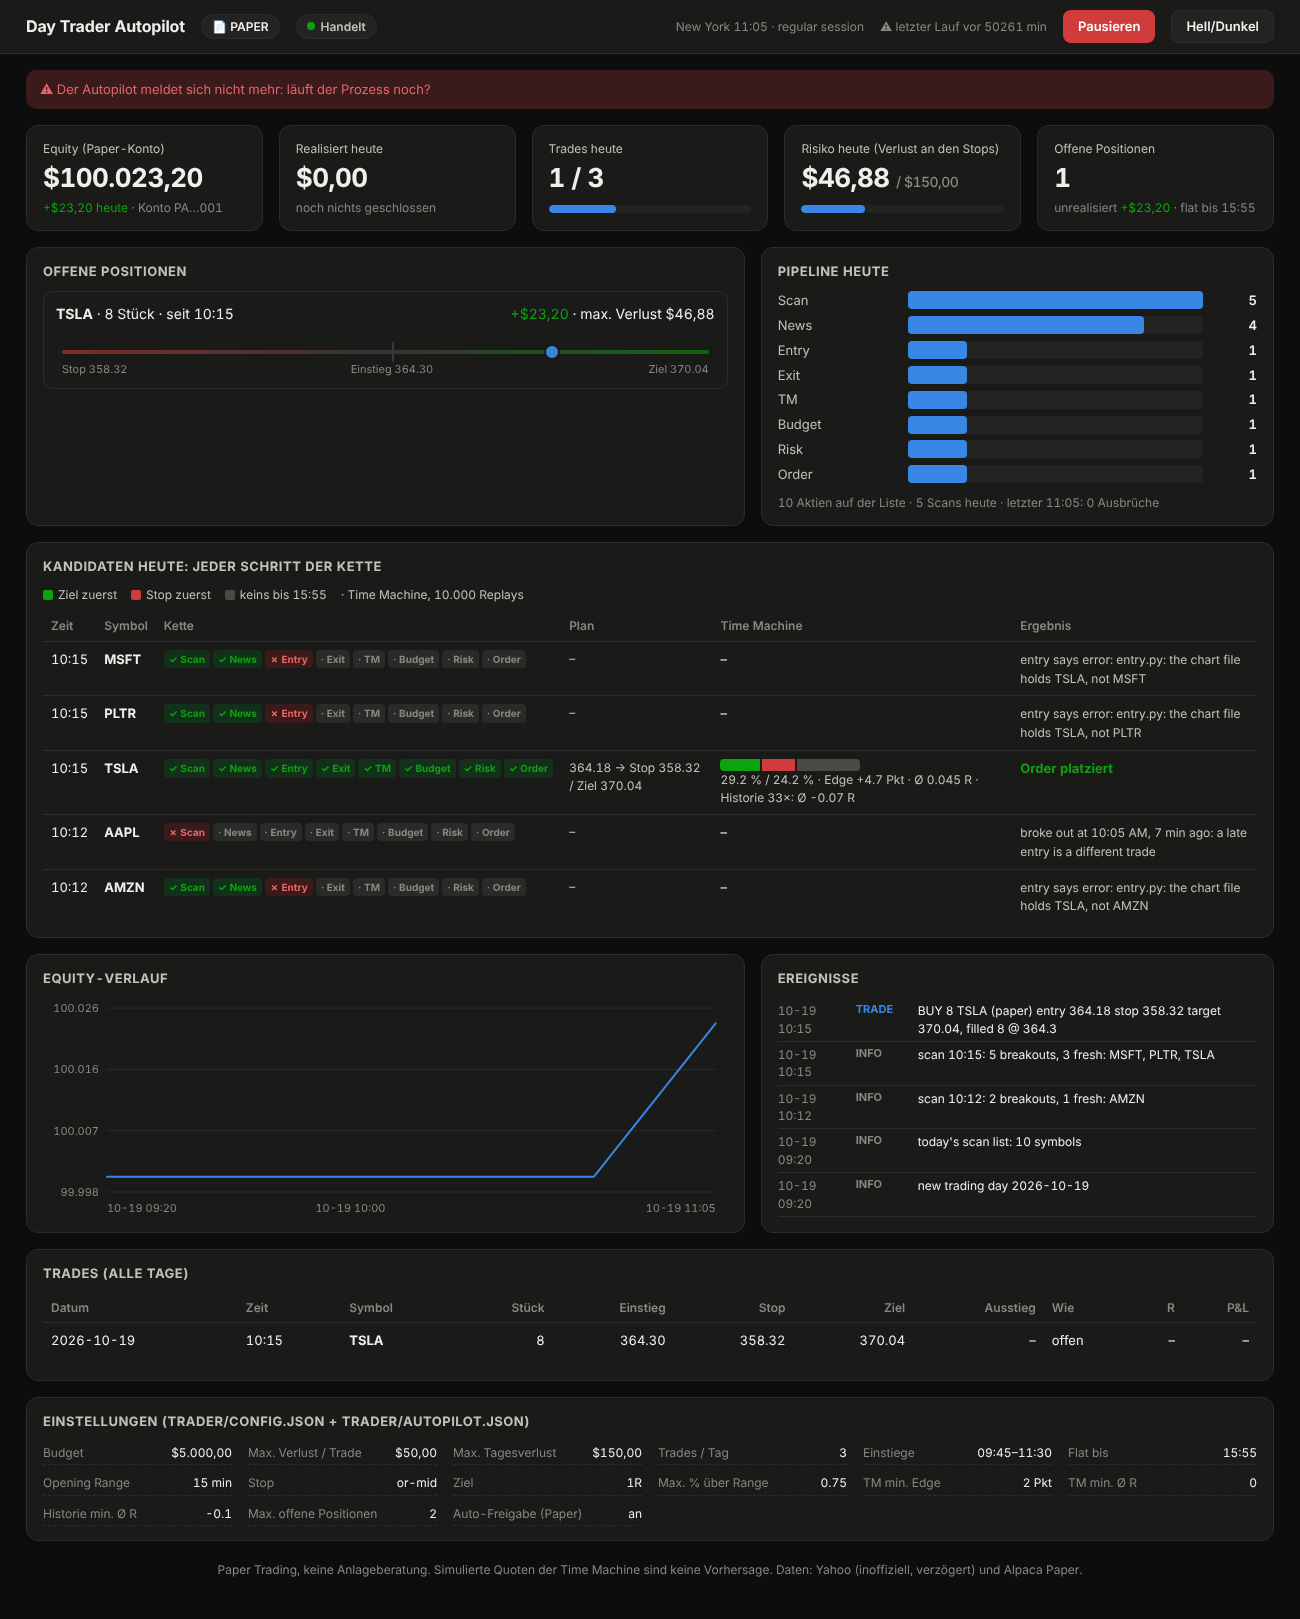 Day Trader Autopilot
📄 PAPER
Handelt
New York 11:05 · regular session
⚠ letzter Lauf vor 50261 min
Pausieren
Hell/Dunkel
⚠ Der Autopilot meldet sich nicht mehr: läuft der Prozess noch?
Equity (Paper-Konto)
$100.023,20
+$23,20 heute · Konto PA…001
Realisiert heute
$0,00
noch nichts geschlossen
Trades heute
1 / 3
Risiko heute (Verlust an den Stops)
$46,88 / $150,00
Offene Positionen
1
unrealisiert +$23,20 · flat bis 15:55
OFFENE POSITIONEN
TSLA · 8 Stück · seit 10:15
+$23,20 · max. Verlust $46,88
Stop 358.32
Einstieg 364.30
Ziel 370.04
PIPELINE HEUTE
Scan 5
News 4
Entry 1
Exit 1
TM 1
Budget 1
Risk 1
Order 1
10 Aktien auf der Liste · 5 Scans heute · letzter 11:05: 0 Ausbrüche
KANDIDATEN HEUTE: JEDER SCHRITT DER KETTE
Ziel zuerst Stop zuerst keins bis 15:55 · Time Machine, 10.000 Replays
Zeit Symbol Kette Plan Time Machine Ergebnis
10:15 MSFT ✓ Scan ✓ News × Entry · Exit · TM · Budget · Risk · Order – – entry says error: entry.py: the chart file
holds TSLA, not MSFT
10:15 PLTR ✓ Scan ✓ News × Entry · Exit · TM · Budget · Risk · Order – – entry says error: entry.py: the chart file
holds TSLA, not PLTR
10:15 TSLA ✓ Scan ✓ News ✓ Entry ✓ Exit ✓ TM ✓ Budget ✓ Risk ✓ Order
364.18 → Stop 358.32
/ Ziel 370.04
29.2 % / 24.2 % · Edge +4.7 Pkt · Ø 0.045 R ·
Historie 33×: Ø -0.07 R
Order platziert
10:12 AAPL × Scan · News · Entry · Exit · TM · Budget · Risk · Order – – broke out at 10:05 AM, 7 min ago: a late
entry is a different trade
10:12 AMZN ✓ Scan ✓ News × Entry · Exit · TM · Budget · Risk · Order – – entry says error: entry.py: the chart file
holds TSLA, not AMZN
EQUITY-VERLAUF
100.026
100.016
100.007
99.998
10-19 09:20 10-19 10:00 10-19 11:05
EREIGNISSE
10-19
10:15
TRADE
BUY 8 TSLA (paper) entry 364.18 stop 358.32 target
370.04, filled 8 @ 364.3
10-19
10:15
INFO
scan 10:15: 5 breakouts, 3 fresh: MSFT, PLTR, TSLA
10-19
10:12
INFO
scan 10:12: 2 breakouts, 1 fresh: AMZN
10-19
09:20
INFO
today's scan list: 10 symbols
10-19
09:20
INFO
new trading day 2026-10-19
TRADES (ALLE TAGE)
Datum Zeit Symbol Stück Einstieg Stop Ziel Ausstieg Wie R P&L
2026-10-19 10:15 TSLA 8 364.30 358.32 370.04 – offen – –
EINSTELLUNGEN (TRADER/CONFIG.JSON + TRADER/AUTOPILOT.JSON)
Budget $5.000,00 Max. Verlust / Trade $50,00 Max. Tagesverlust $150,00 Trades / Tag 3 Einstiege 09:45–11:30 Flat bis 15:55
Opening Range 15 min Stop or-mid Ziel 1R Max. % über Range 0.75 TM min. Edge 2 Pkt TM min. Ø R 0
Historie min. Ø R -0.1 Max. offene Positionen 2 Auto-Freigabe (Paper) an
Paper Trading, keine Anlageberatung. Simulierte Quoten der Time Machine sind keine Vorhersage. Daten: Yahoo (inoffiziell, verzögert) und Alpaca Paper.